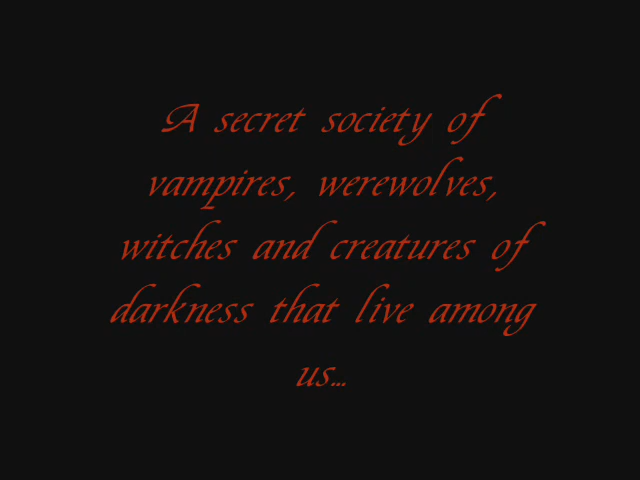 A secret society of
vampires, werewolves,
witches and creatures of
darkness that live among
us...